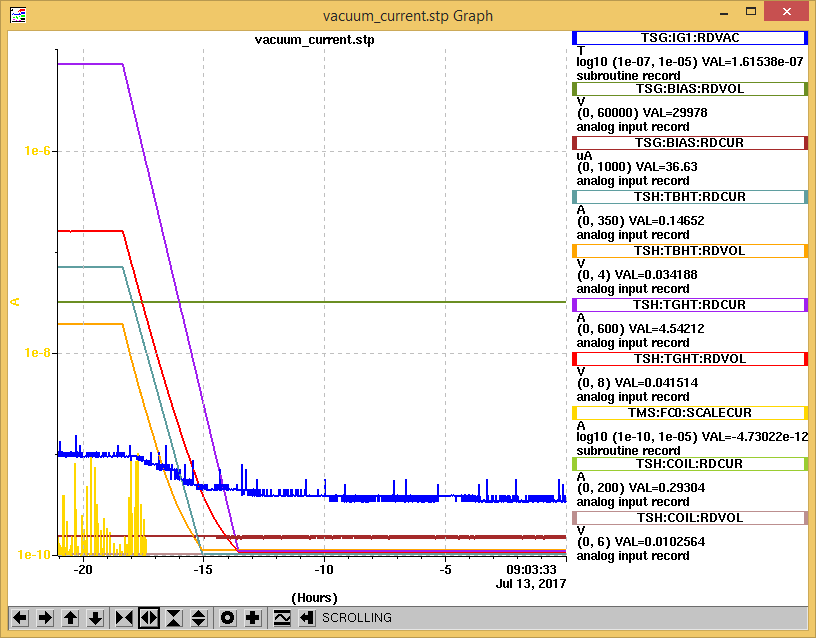 vacuum_current.stp Graph
vacuum_current.stp
1e-6
A
1e-8
1e-10
-20
-15
-10
-5
09:03:33
Jul 13, 2017
(Hours)
TSG:IG1:RDVAC
T
log10 (1e-07, 1e-05) VAL=1.61538e-07
subroutine record
TSG:BIAS:RDVOL
V
(0, 60000) VAL=29978
analog input record
TSG:BIAS:RDCUR
uA
(0, 1000) VAL=36.63
analog input record
TSH:TBHT:RDCUR
A
(0, 350) VAL=0.14652
analog input record
TSH:TBHT:RDVOL
V
(0, 4) VAL=0.034188
analog input record
TSH:TGHT:RDCUR
A
(0, 600) VAL=4.54212
analog input record
TSH:TGHT:RDVOL
V
(0, 8) VAL=0.041514
analog input record
TMS:FC0:SCALECUR
A
log10 (1e-10, 1e-05) VAL=-4.73022e-12
subroutine record
TSH:COIL:RDCUR
A
(0, 200) VAL=0.29304
analog input record
TSH:COIL:RDVOL
V
(0, 6) VAL=0.0102564
analog input record
SCROLLING